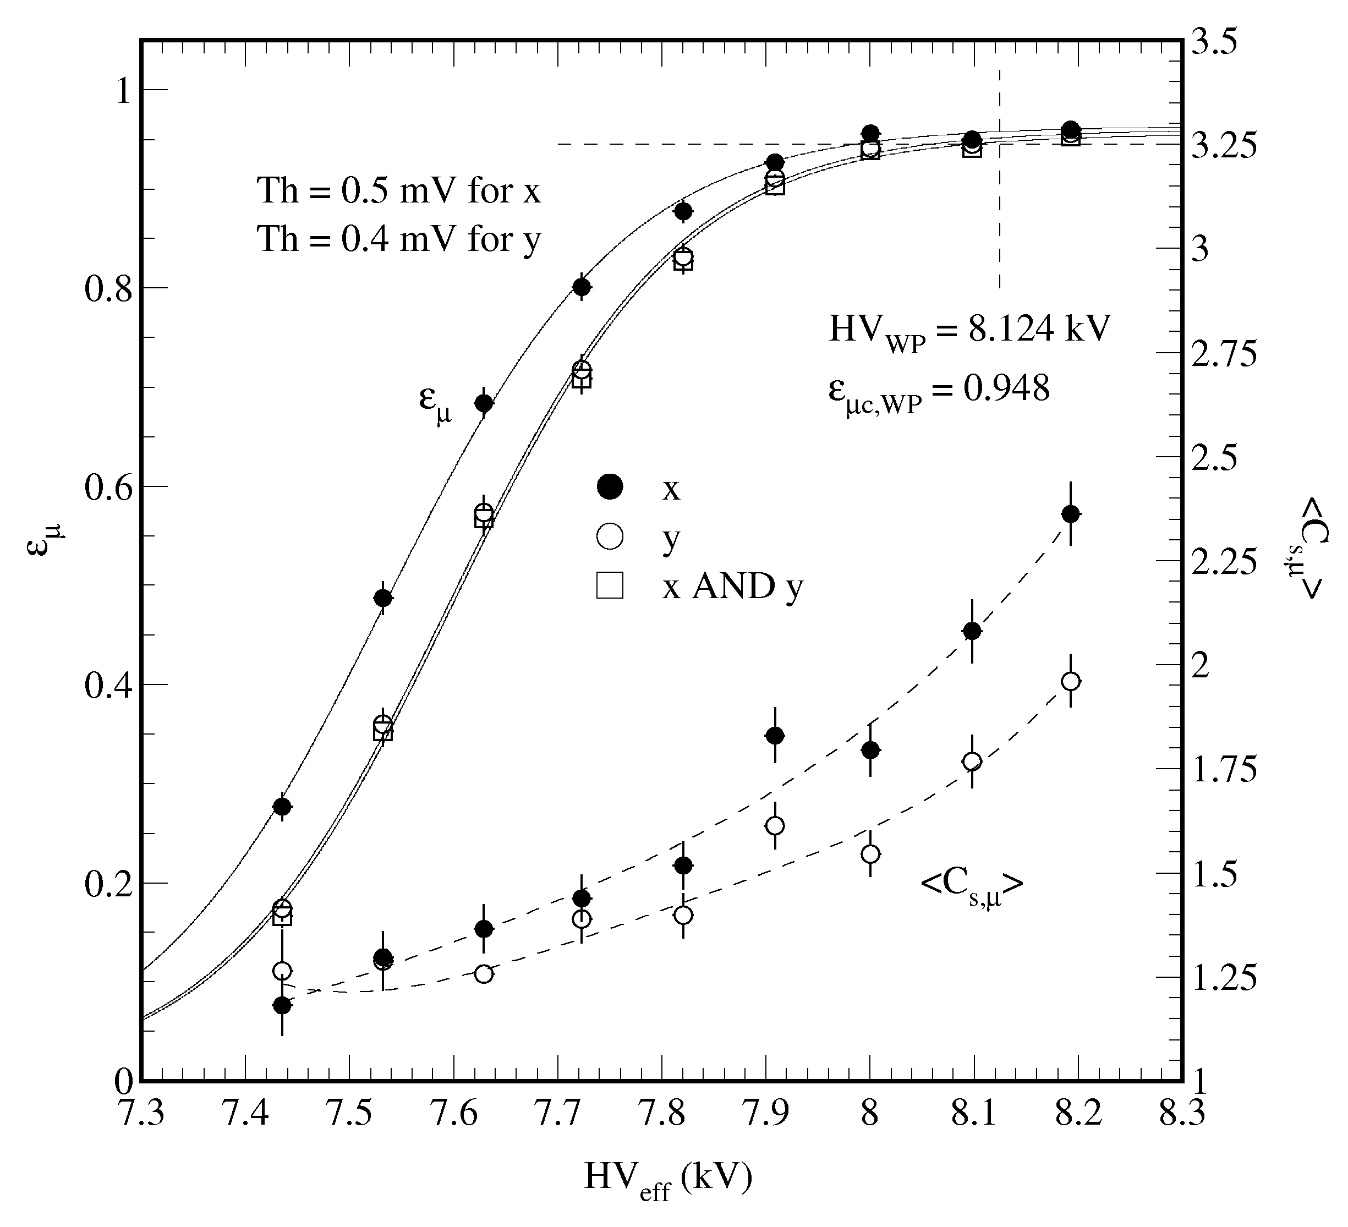 Th = 0.5 mV for x
Th = 0.4 mV for y
HV_WP = 8.124 kV
ε_μc,WP = 0.948
ε_μ
x
y
x AND y
<C_s,μ>
ε_μ
1
0.8
0.6
0.4
0.2
0
3.5
3.25
3
2.75
2.5
2.25
2
1.75
1.5
1.25
1
<C_s,μ>
7.3 7.4 7.5 7.6 7.7 7.8 7.9 8 8.1 8.2 8.3
HV_eff (kV)